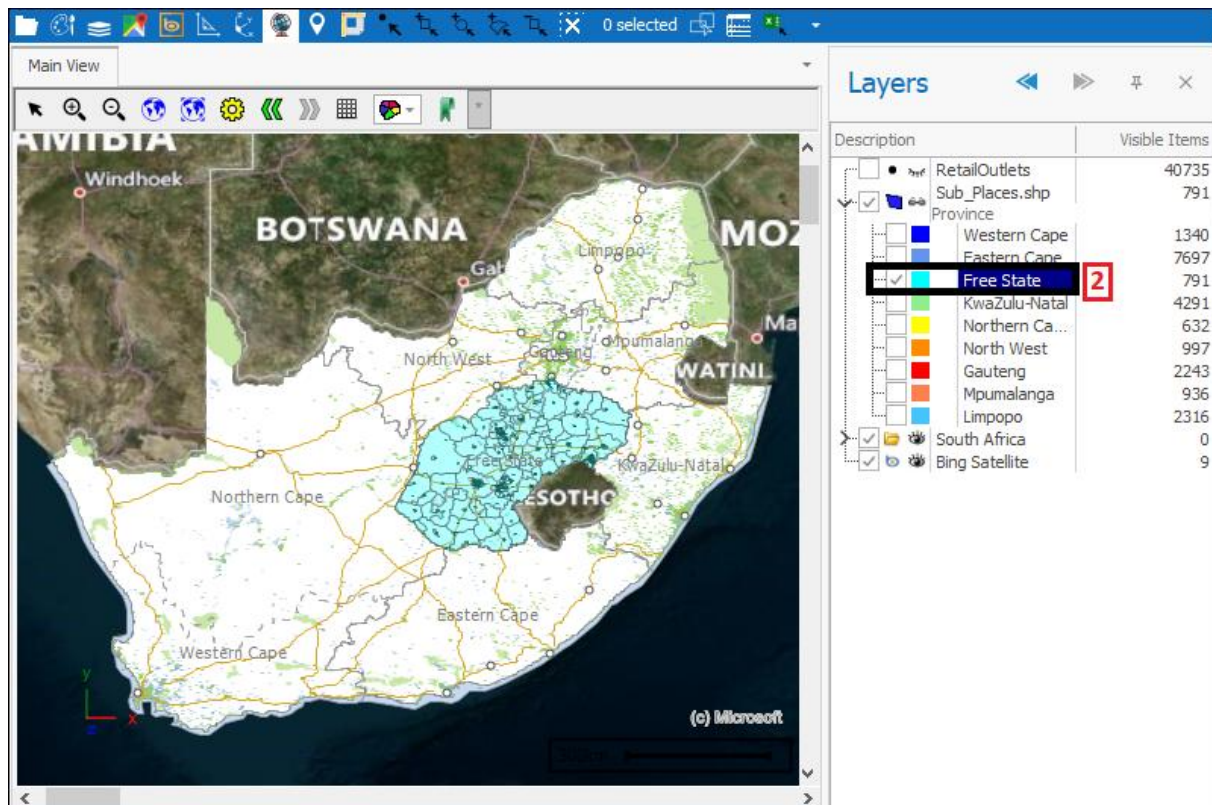 0 selected
Main View
Layers
Description Visible Items
RetailOutlets 40735
Sub_Places.shp 791
Province
Western Cape 1340
Eastern Cape 7697
Free State 791
2
KwaZulu-Natal 4291
Northern Ca... 632
North West 997
Gauteng 2243
Mpumalanga 936
Limpopo 2316
South Africa 0
Bing Satellite 9
AMIBIA
Windhoek
BOTSWANA
MOZ
Limpopo
Gab
Ma
Mpumalanga
North West
Gauteng
WATINI
Free State
KwaZulu-Natal
Northern Cape
ESOTHO
Eastern Cape
Western Cape
y
x
z
(c) Microsoft